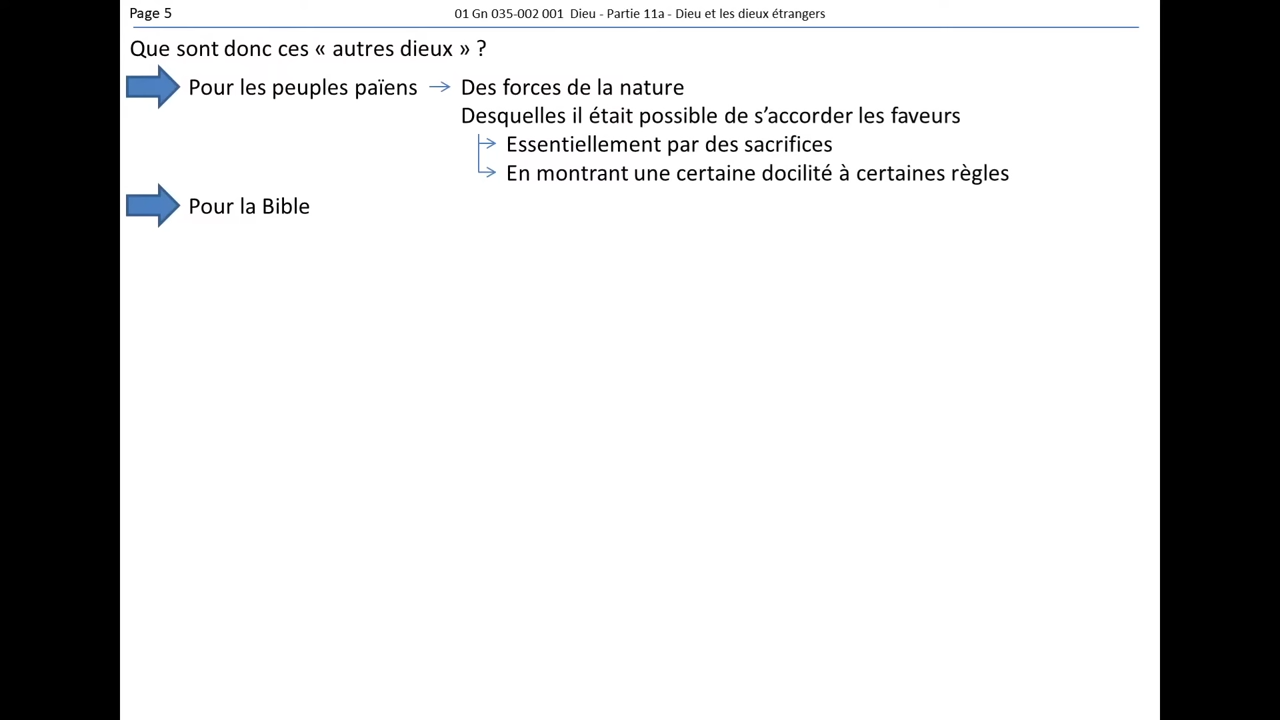 Page 5
01 Gn 035-002 001 Dieu - Partie 11a - Dieu et les dieux étrangers
Que sont donc ces « autres dieux » ?
Pour les peuples païens → Des forces de la nature
Desquelles il était possible de s’accorder les faveurs
Essentiellement par des sacrifices
En montrant une certaine docilité à certaines règles
Pour la Bible